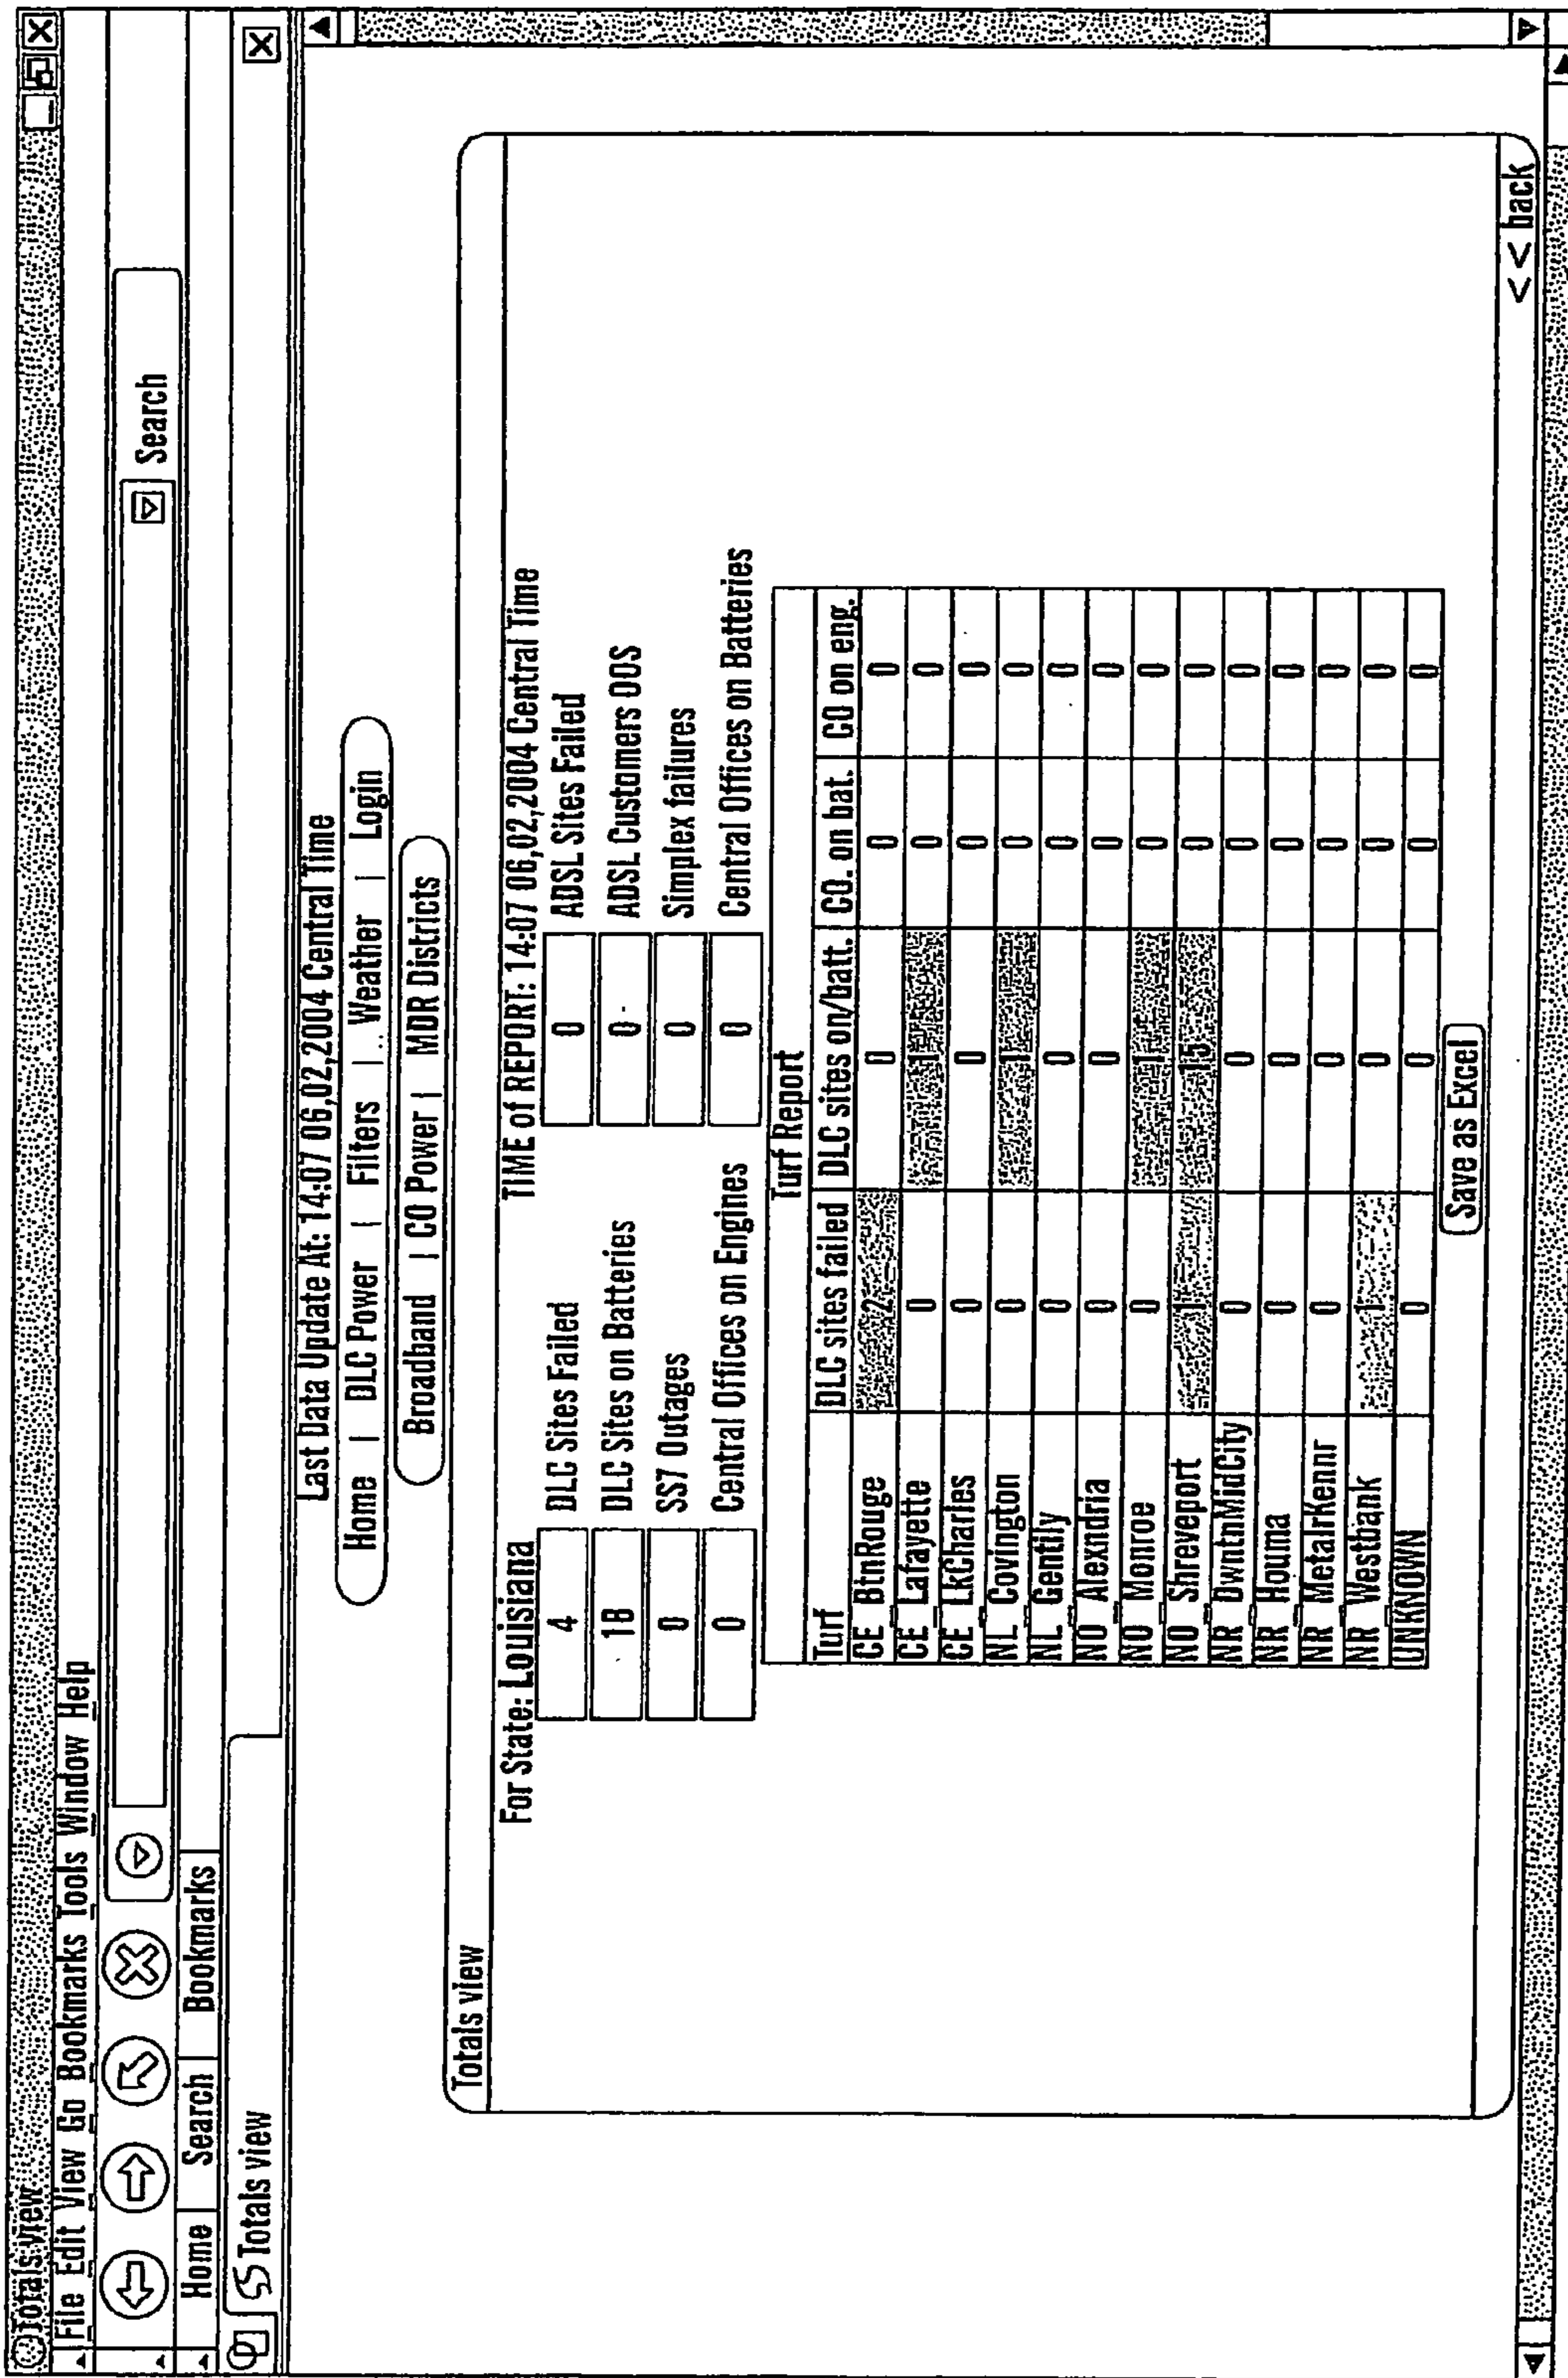 Totals view
File Edit View Go Bookmarks Tools Window Help
Search
Home Search Bookmarks
Totals view
Last Data Update At: 14:07 06,02,2004 Central Time
Home | DLC Power | Filters | Weather | Login
Broadband | CO Power | MDR Districts
Totals view
For State: Louisiana TIME of REPORT: 14:07 06,02,2004 Central Time
4 DLC Sites Failed 0 ADSL Sites Failed
18 DLC Sites on Batteries 0 ADSL Customers OOS
0 SS7 Outages 0 Simplex failures
0 Central Offices on Engines 0 Central Offices on Batteries
Turf Report
Turf DLC sites failed DLC sites on/batt. CO. on bat. CO on eng.
CE_BtnRouge 2 0 0 0
CE_Lafayette 0 1 0 0
CE_LkCharles 0 0 0 0
NL_Covington 0 1 0 0
NL_Gentily 0 0 0 0
NO_Alexndria 0 0 0 0
NO_Monroe 0 1 0 0
NO_Shreveport 1 15 0 0
NR_DwntnMidCity 0 0 0 0
NR_Houma 0 0 0 0
NR_MetairKennr 0 0 0 0
NR_Westbank 1 0 0 0
UNKNOWN 0 0 0 0
Save as Excel
<< back